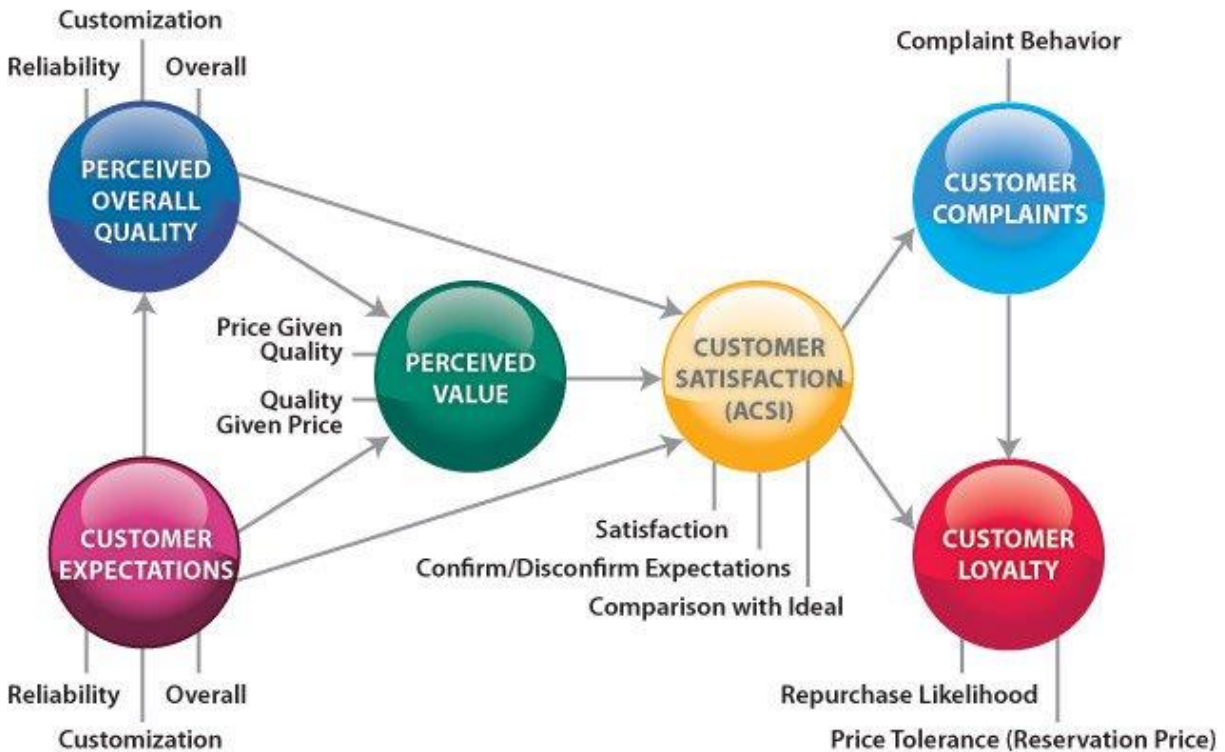 Customization
Reliability
Overall
PERCEIVED
OVERALL
QUALITY
Complaint Behavior
CUSTOMER
COMPLAINTS
Price Given
Quality
Quality
Given Price
PERCEIVED
VALUE
CUSTOMER
SATISFACTION
(ACSI)
Satisfaction
Confirm/Disconfirm Expectations
Comparison with Ideal
CUSTOMER
EXPECTATIONS
Reliability
Overall
Customization
CUSTOMER
LOYALTY
Repurchase Likelihood
Price Tolerance (Reservation Price)